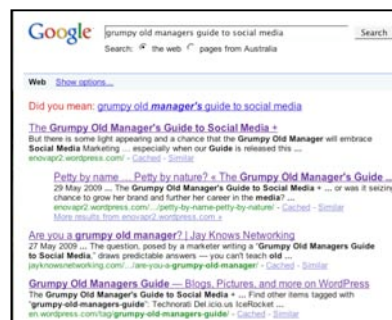 Google grumpy old managers guide to social media Search
Search: the web pages from Australia
Web Show options...
Did you mean: grumpy old manager's guide to social media
The Grumpy Old Manager's Guide to Social Media +
But there is some light appearing and a chance that the Grumpy Old Manager will embrace
Social Media Marketing ... especially when our Guide is released this ...
enovapr2.wordpress.com/ - Cached - Similar
Petty by name .... Petty by nature? « The Grumpy Old Manager's Guide ...
29 May 2009 ... The Grumpy Old Manager's Guide to Social Media + ... or was it seizing
chance to grow her brand and further her career in the media? ...
enovapr2.wordpress.com/.../petty-by-name-petty-by-nature/ - Cached - Similar
More results from enovapr2.wordpress.com »
Are you a grumpy old manager? | Jay Knows Networking
27 May 2009 ... The question, posed by a marketer writing a "Grumpy Old Managers Guide
to Social Media," draws predictable answers — you can't teach old ...
jayknowsnetworking.com/.../are-you-a-grumpy-old-manager/ - Cached - Similar
Grumpy Old Managers Guide — Blogs, Pictures, and more on WordPress
The Grumpy Old Manager's Guide to Social Media + ... Find other items tagged with
"grumpy-old-managers-guide": Technorati Del.icio.us IceRocket ...
en.wordpress.com/tag/grumpy-old-managers-guide/ - Cached - Similar